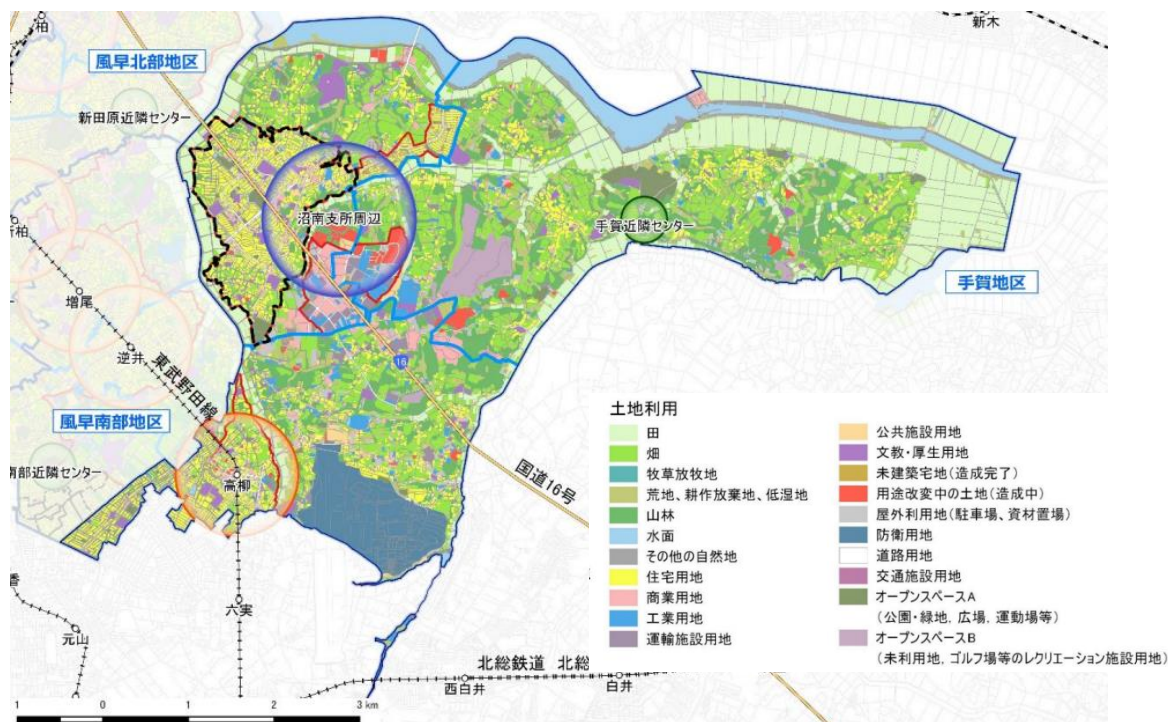 柏
新木
風早北部地区
新田原近隣センター
沼南支所周辺
手賀近隣センター
新柏
手賀地区
増尾
逆井
16
東武野田線
風早南部地区
南部近隣センター
高柳
国道16号
六実
元山
北総鉄道 北総
西白井
白井
1 0 1 2 3 km
土地利用
田
畑
牧草放牧地
荒地、耕作放棄地、低湿地
山林
水面
その他の自然地
住宅用地
商業用地
工業用地
運輸施設用地
公共施設用地
文教・厚生用地
未建築宅地(造成完了)
用途改変中の土地(造成中)
屋外利用地(駐車場、資材置場)
防衛用地
道路用地
交通施設用地
オープンスペースA
(公園・緑地, 広場, 運動場等)
オープンスペースB
(未利用地, ゴルフ場等のレクリエーション施設用地)